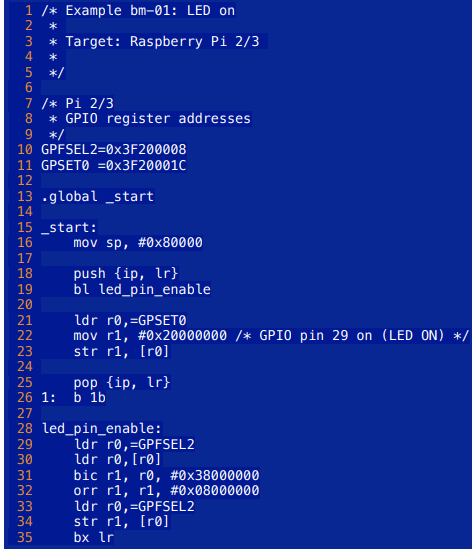 1 /* Example bm-01: LED on
2  *
3  * Target: Raspberry Pi 2/3
4  *
5  */
6
7 /* Pi 2/3
8  * GPIO register addresses
9  */
10 GPFSEL2=0x3F200008
11 GPSET0 =0x3F20001C
12
13 .global _start
14
15 _start:
16     mov sp, #0x80000
17
18     push {ip, lr}
19     bl led_pin_enable
20
21     ldr r0,=GPSET0
22     mov r1, #0x20000000 /* GPIO pin 29 on (LED ON) */
23     str r1, [r0]
24
25     pop {ip, lr}
26 1:  b 1b
27
28 led_pin_enable:
29     ldr r0,=GPFSEL2
30     ldr r0,[r0]
31     bic r1, r0, #0x38000000
32     orr r1, r1, #0x08000000
33     ldr r0,=GPFSEL2
34     str r1, [r0]
35     bx lr